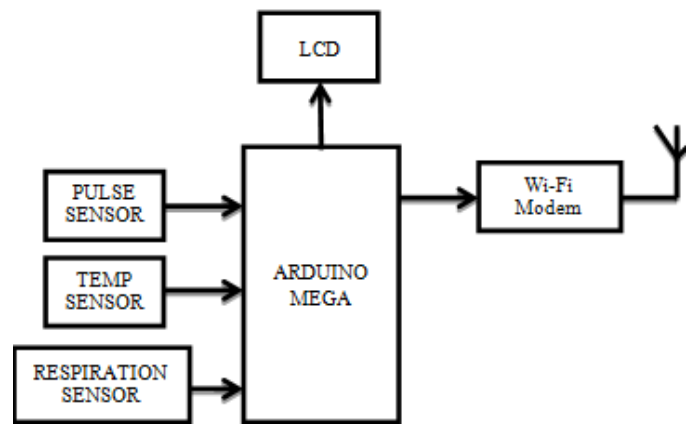 LCD
PULSE
SENSOR
TEMP
SENSOR
RESPIRATION
SENSOR
ARDUINO
MEGA
Wi-Fi
Modem